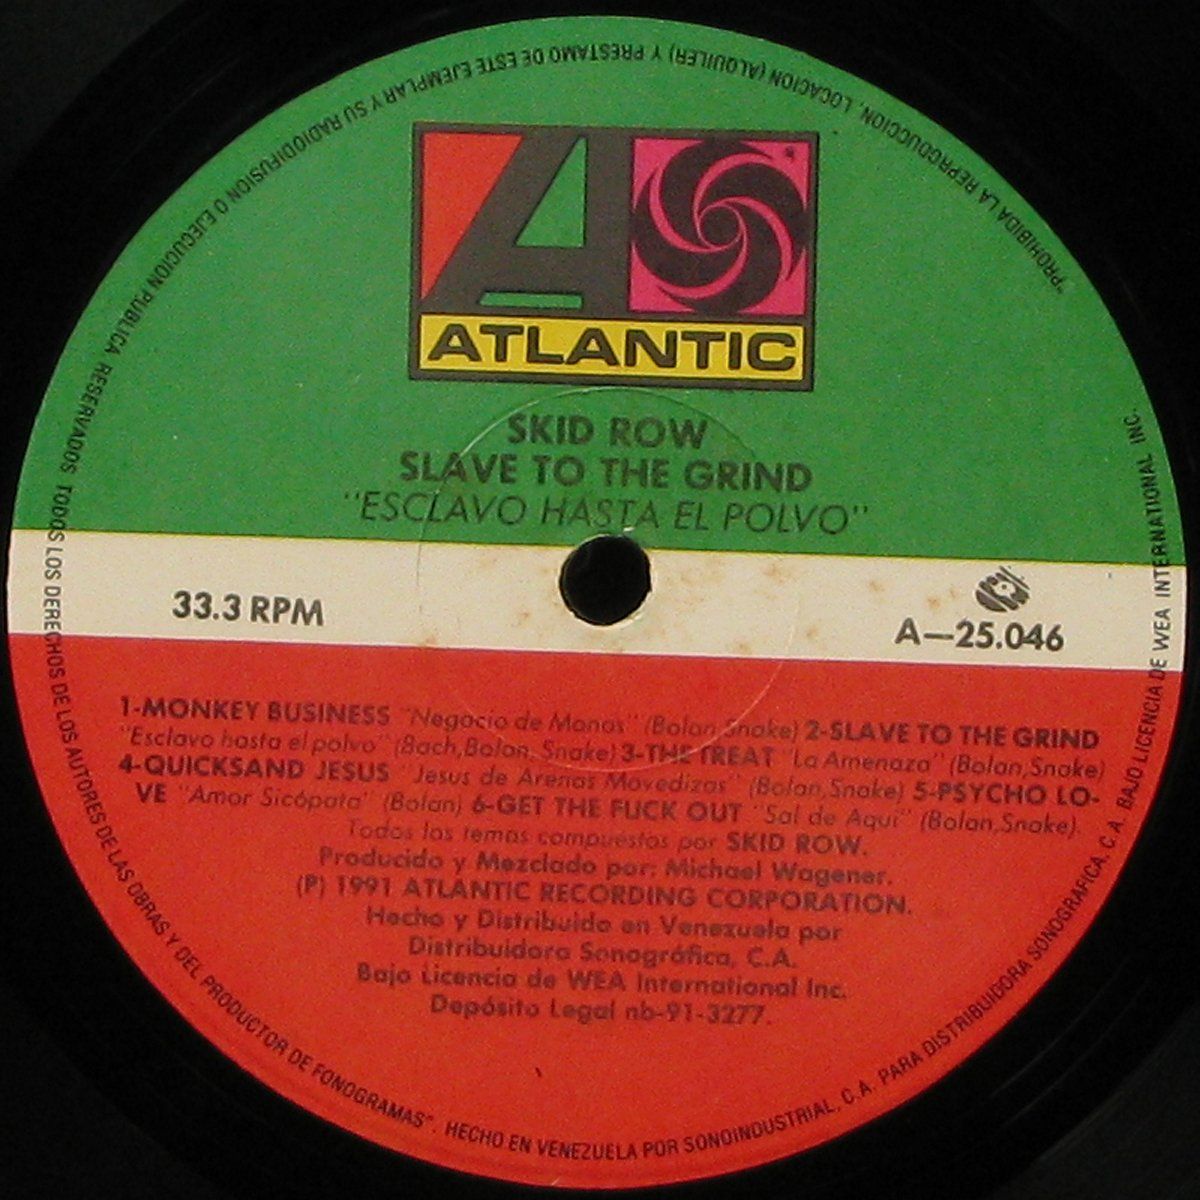 ATLANTIC
SKID ROW
SLAVE TO THE GRIND
"ESCLAVO HASTA EL POLVO"
33.3 RPM
A—25.046
1-MONKEY BUSINESS "Negocio de Monos" (Bolan,Snake) 2-SLAVE TO THE GRIND
"Esclavo hasta el polvo" (Bach,Bolan, Snake) 3-THE TREAT "La Amenaza" (Bolan,Snake)
4-QUICKSAND JESUS "Jesus de Arenas Movedizas" (Bolan,Snake) 5-PSYCHO LO-
VE "Amor Sicópata" (Bolan) 6-GET THE FUCK OUT "Sal de Aquí" (Bolan,Snake).
Todos los temas compuestos por SKID ROW.
Producido y Mezclado por: Michael Wagener.
(P) 1991 ATLANTIC RECORDING CORPORATION.
Hecho y Distribuido en Venezuela por
Distribuidora Sonográfica, C.A.
Bajo Licencia de WEA International Inc.
Depósito Legal nb-91-3277.
"PROHIBIDA LA REPRODUCCION, LOCACION (ALQUILER) Y PRESTAMO DE ESTE EJEMPLAR Y SU RADIODIFUSION O EJECUCION PUBLICA RESERVADOS TODOS LOS DERECHOS DE LOS AUTORES DE LAS OBRAS Y DEL PRODUCTOR DE FONOGRAMAS". HECHO EN VENEZUELA POR SONOINDUSTRIAL, C.A. PARA DISTRIBUIDORA SONOGRAFICA, C.A. BAJO LICENCIA DE WEA INTERNATIONAL INC.